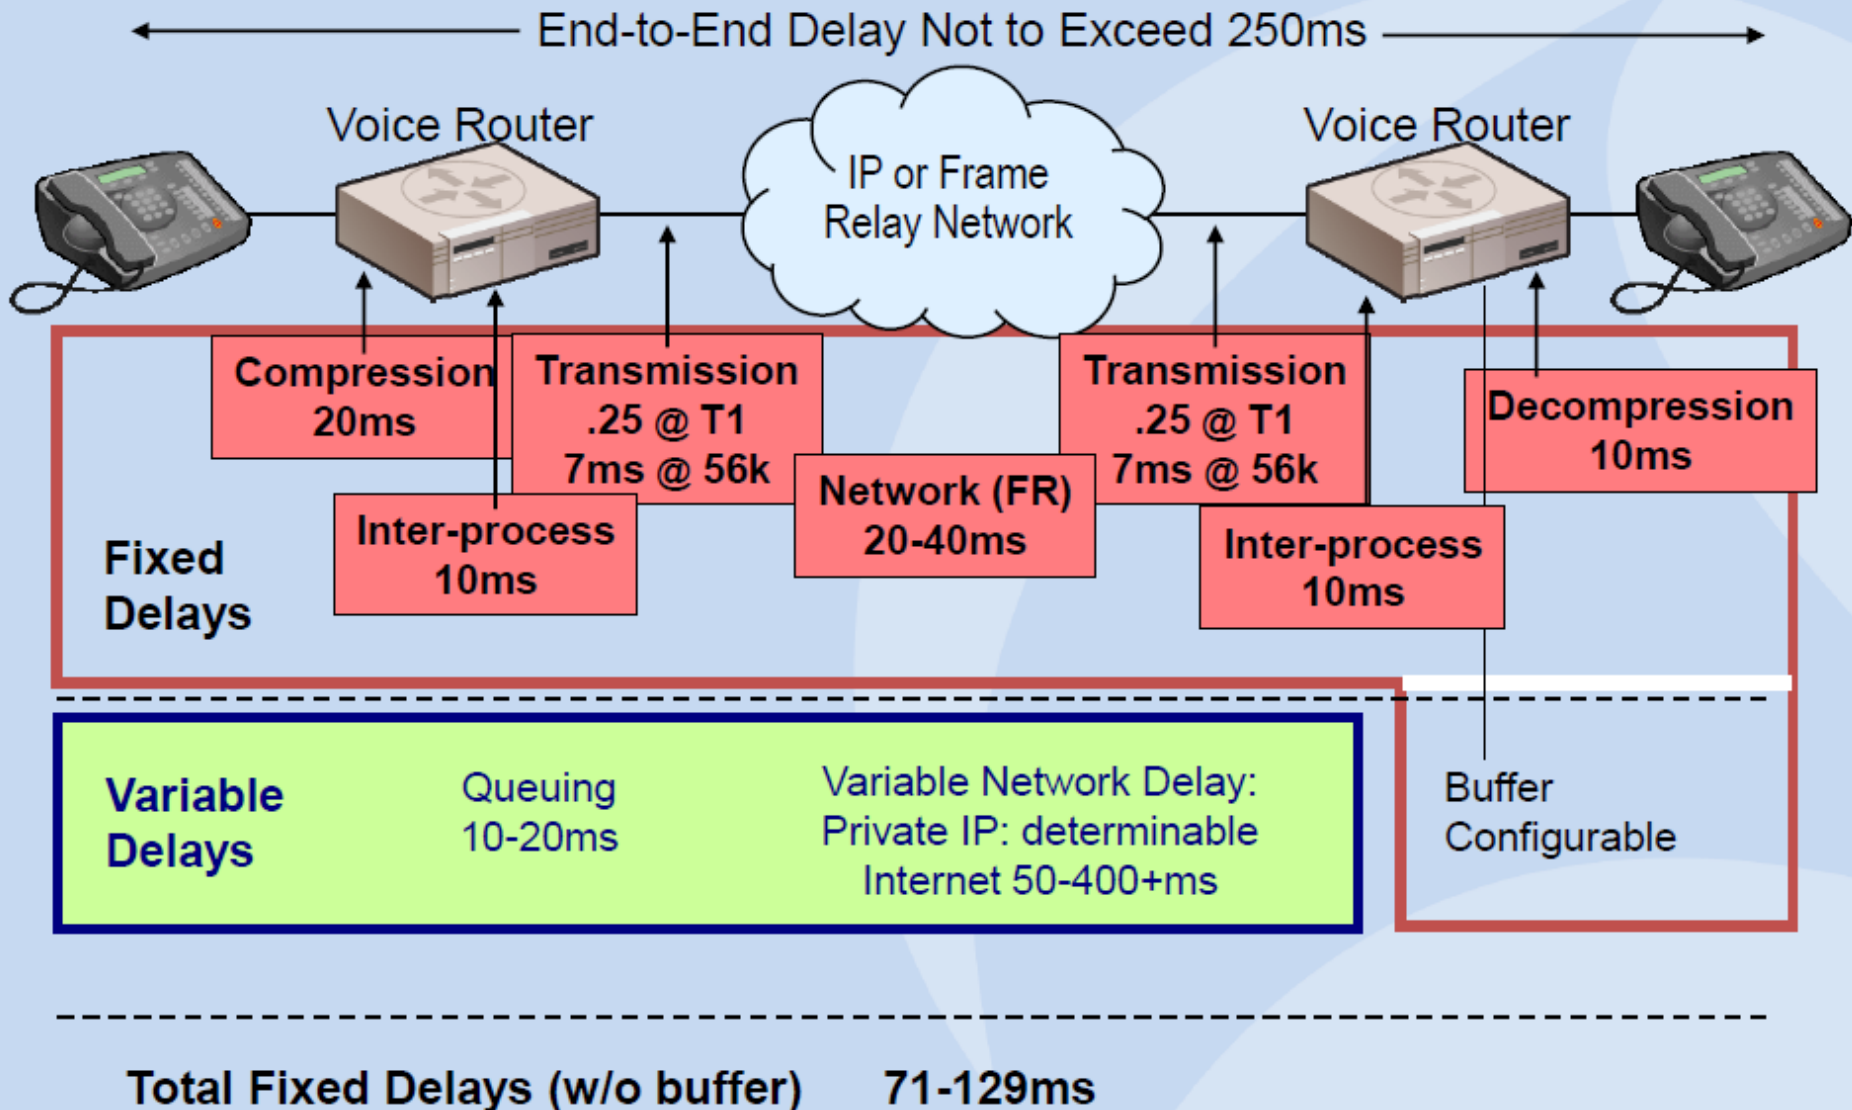 End-to-End Delay Not to Exceed 250ms
Voice Router
Voice Router
IP or Frame
Relay Network
Compression
20ms
Transmission
.25 @ T1
7ms @ 56k
Transmission
.25 @ T1
7ms @ 56k
Decompression
10ms
Network (FR)
20-40ms
Inter-process
10ms
Inter-process
10ms
Fixed
Delays
Variable
Delays
Queuing
10-20ms
Variable Network Delay:
Private IP: determinable
Internet 50-400+ms
Buffer
Configurable
Total Fixed Delays (w/o buffer) 71-129ms